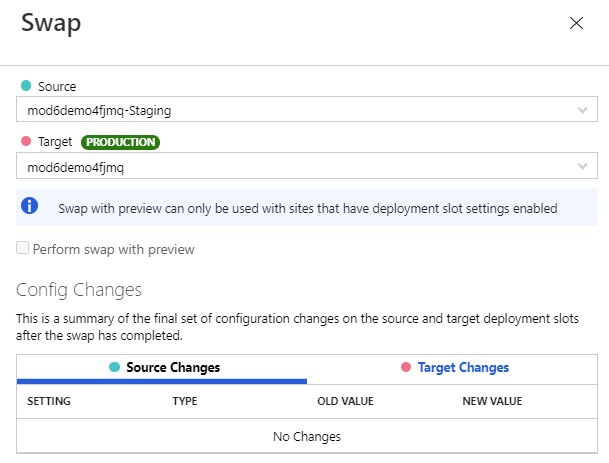 Swap
Source
mod6demo4fjmq-Staging
Target PRODUCTION
mod6demo4fjmq
Swap with preview can only be used with sites that have deployment slot settings enabled
Perform swap with preview
Config Changes
This is a summary of the final set of configuration changes on the source and target deployment slots
after the swap has completed.
Source Changes Target Changes
SETTING TYPE OLD VALUE NEW VALUE
No Changes